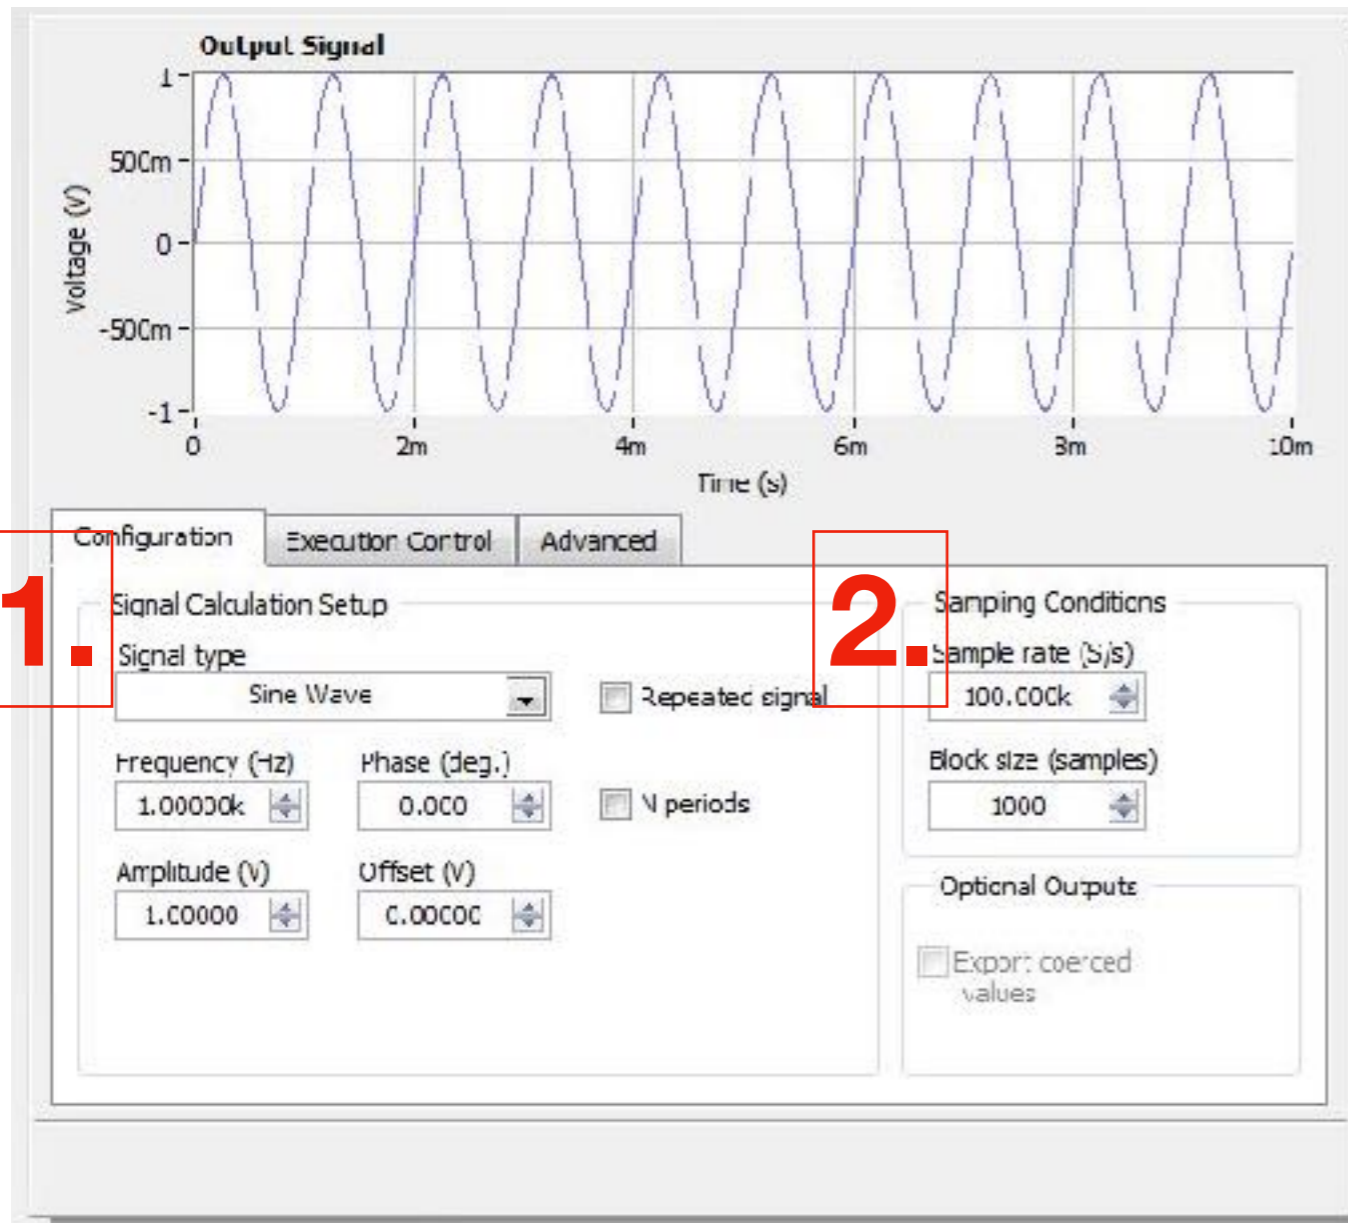 Output Signal
1
500m
0
-500m
-1
Voltage (V)
0
2m
4m
6m
8m
10m
Time (s)
Configuration
Execution Control
Advanced
1.
2.
Signal Calculation Setup
Signal type
Sine Wave
Repeated signal
Frequency (Hz)
Phase (deg.)
1.00000k
0.000
N periods
Amplitude (V)
Offset (V)
1.00000
0.00000
Sampling Conditions
Sample rate (S/s)
100.000k
Block size (samples)
1000
Optional Outputs
Export coerced
values